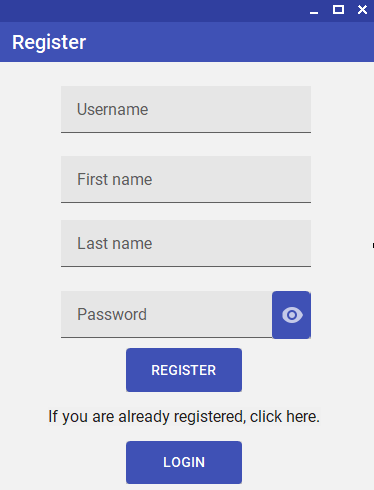 Register
Username
First name
Last name
Password
REGISTER
If you are already registered, click here.
LOGIN